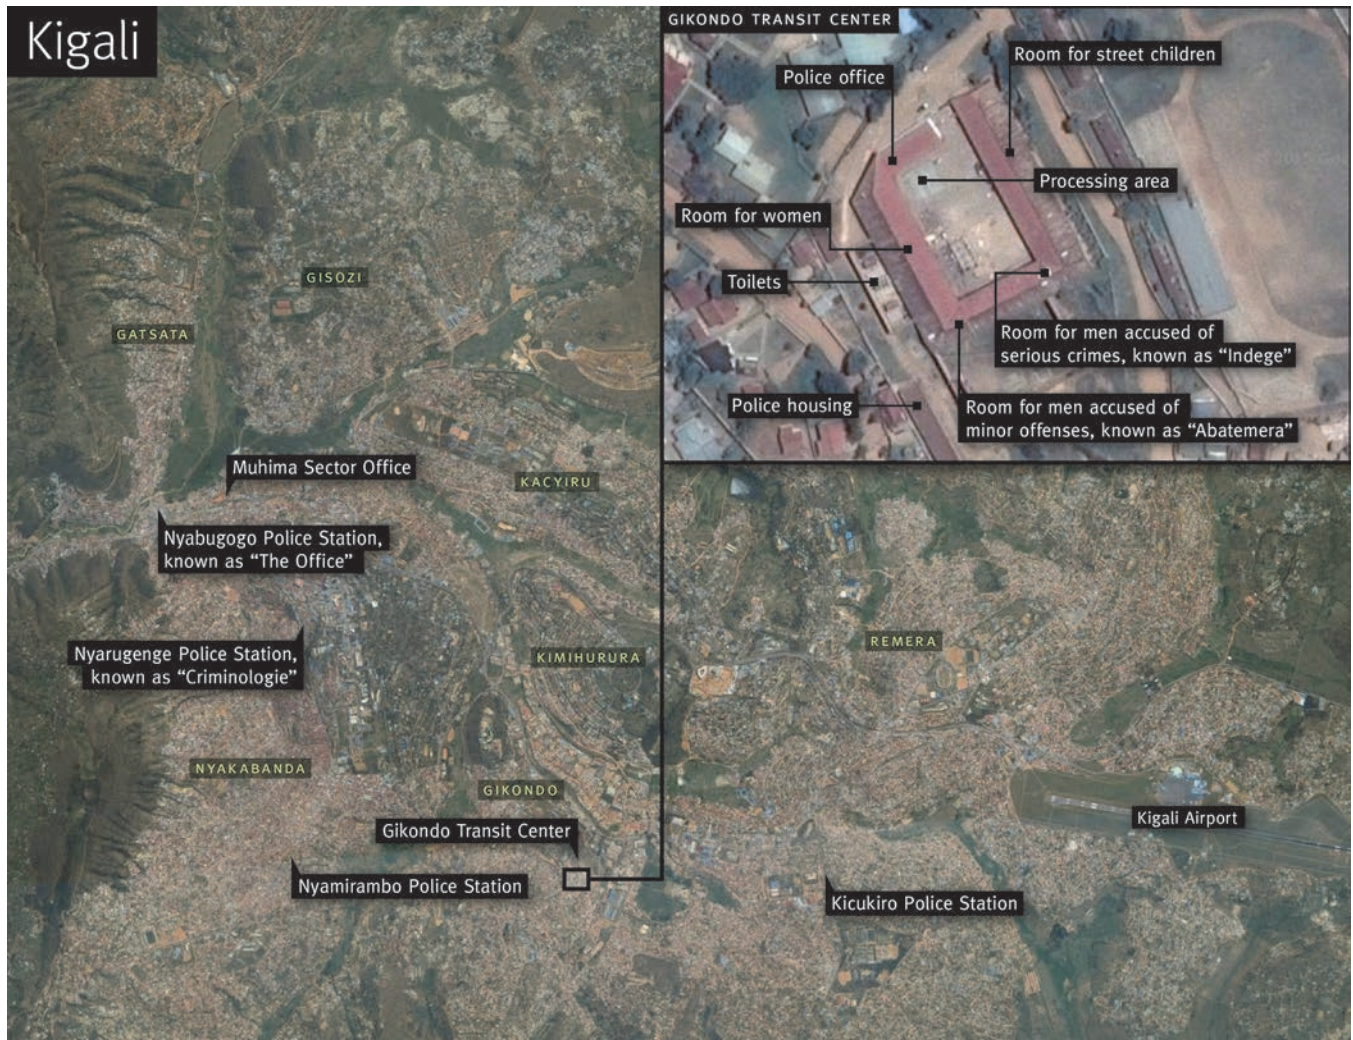 Kigali
GIKONDO TRANSIT CENTER
Room for street children
Police office
Processing area
Room for women
Toilets
Room for men accused of
serious crimes, known as “Indege”
Police housing
Room for men accused of
minor offenses, known as “Abatemera”
GISOZI
GATSATA
Muhima Sector Office
KACYIRU
Nyabugogo Police Station,
known as “The Office”
Nyarugenge Police Station,
known as “Criminologie”
KIMIHURURA
REMERA
NYAKABANDA
GIKONDO
Gikondo Transit Center
Kigali Airport
Nyamirambo Police Station
Kicukiro Police Station